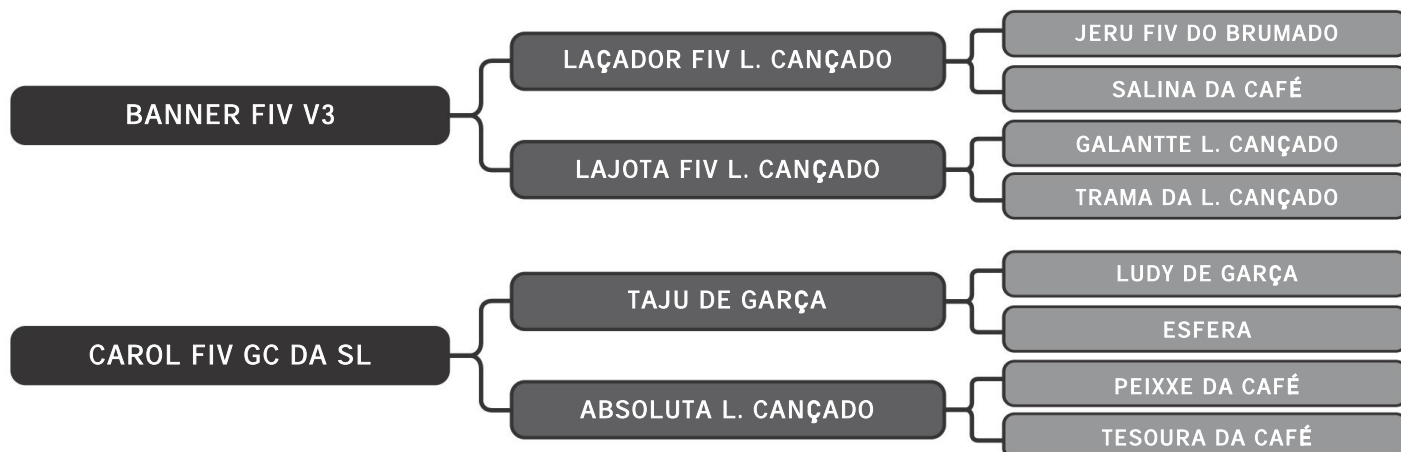 JERU FIV DO BRUMADO
LAÇADOR FIV L. CANÇADO
SALINA DA CAFÉ
BANNER FIV V3
GALANTTE L. CANÇADO
LAJOTA FIV L. CANÇADO
TRAMA DA L. CANÇADO
LUDY DE GARÇA
TAJU DE GARÇA
ESFERA
CAROL FIV GC DA SL
PEIXXE DA CAFÉ
ABSOLUTA L. CANÇADO
TESOURA DA CAFÉ